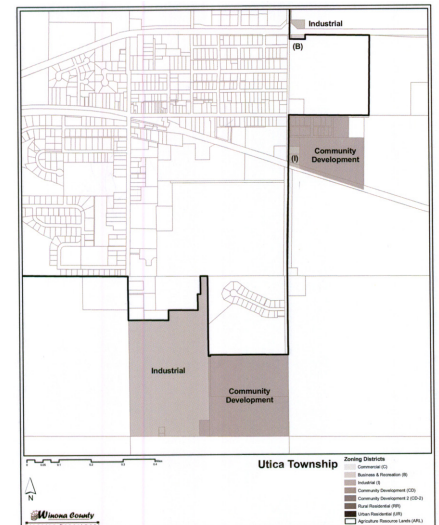 Industrial
(B)
Community
Development
(I)
Industrial
Community
Development
Utica Township
Zoning Districts
Commercial (C)
Business & Recreation (B)
Industrial (I)
Community Development (CD)
Community Development 2 (CD-2)
Rural Residential (RR)
Urban Residential (UR)
Agriculture Resource Lands (ARL)
N
Winona County